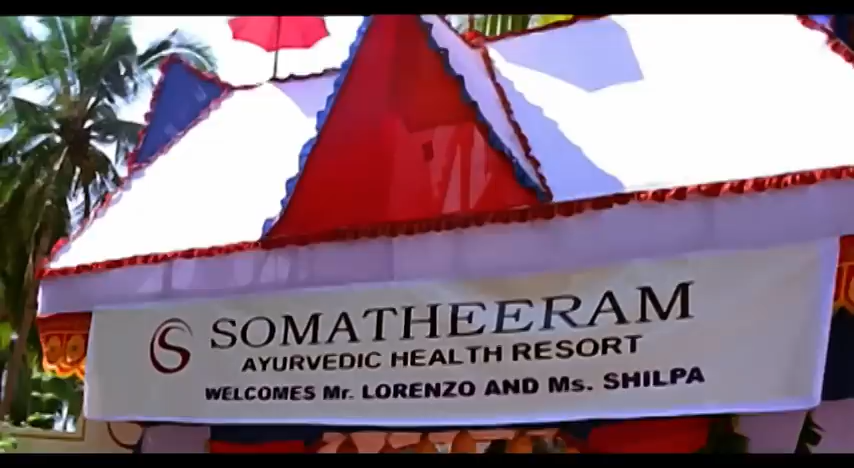 SOMATHEERAM
AYURVEDIC HEALTH RESORT
WELCOMES Mr. LORENZO AND Ms. SHILPA